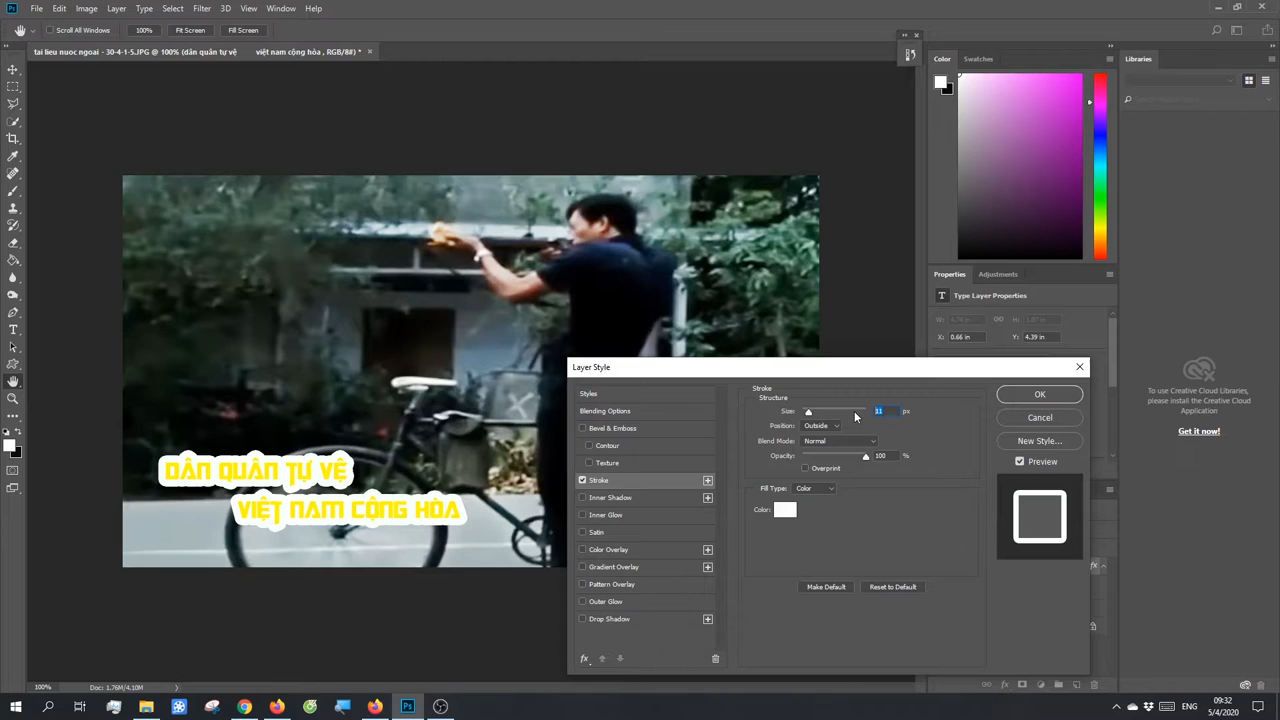 File Edit Image Layer Type Select Filter 3D View Window Help
Scroll All Windows 100% Fit Screen Fill Screen
tai lieu nuoc ngoai - 30-4-1-5.JPG @ 100% (dân quân tự vệ việt nam cộng hòa , RGB/8#) *
Color Swatches
Libraries
Properties Adjustments
Type Layer Properties
X: 0.66 in Y: 4.39 in
To use Creative Cloud Libraries, please install the Creative Cloud Application
Get it now!
DÂN QUÂN TỰ VỆ
VIỆT NAM CỘNG HÒA
Layer Style
Styles
Blending Options
Bevel & Emboss
Contour
Texture
Stroke
Inner Shadow
Inner Glow
Satin
Color Overlay
Gradient Overlay
Pattern Overlay
Outer Glow
Drop Shadow
fx
Stroke
Structure
Size: 11 px
Position: Outside
Blend Mode: Normal
Opacity: 100 %
Overprint
Fill Type: Color
Color:
Make Default Reset to Default
OK
Cancel
New Style...
Preview
100% Doc: 1.76M/4.10M
ENG 09:32
5/4/2020